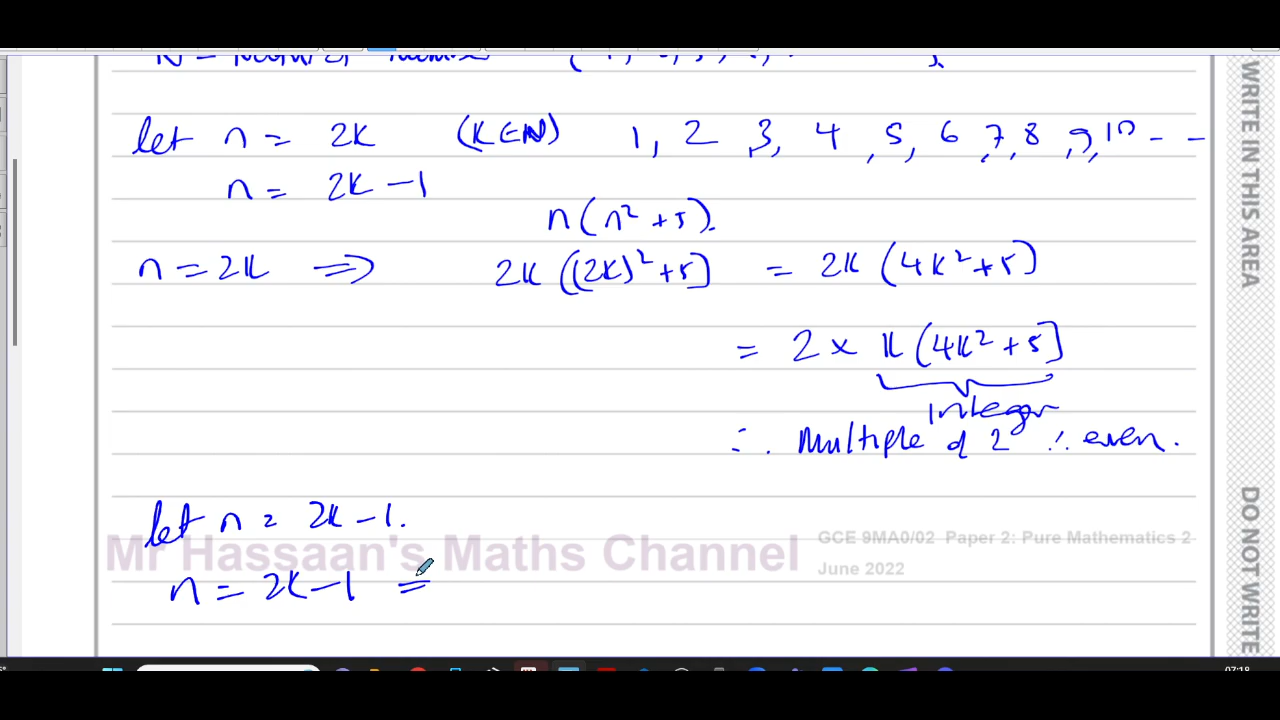 let n = 2k (K∈ℕ) 1, 2, 3, 4, 5, 6, 7, 8, 9, 10 - -
n = 2k - 1
n(n² + 5).
n = 2k ⇒ 2k((2k)² + 5] = 2k(4k² + 5)
= 2 × k(4k² + 5]
Integer
∴ Multiple of 2 ∴ even.
let n = 2k - 1.
n = 2k - 1 =
Mr Hassaan's Maths Channel
GCE 9MA0/02 Paper 2: Pure Mathematics 2
June 2022
WRITE IN THIS AREA
DO NOT WRITE
07:18